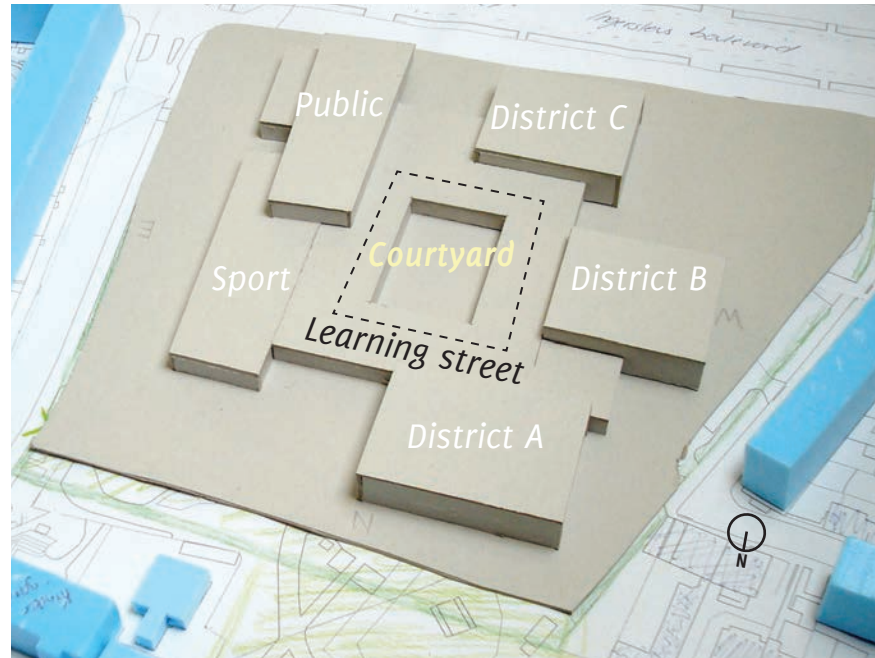 Public
District C
Courtyard
Sport
District B
Learning street
District A
E
M
N
N